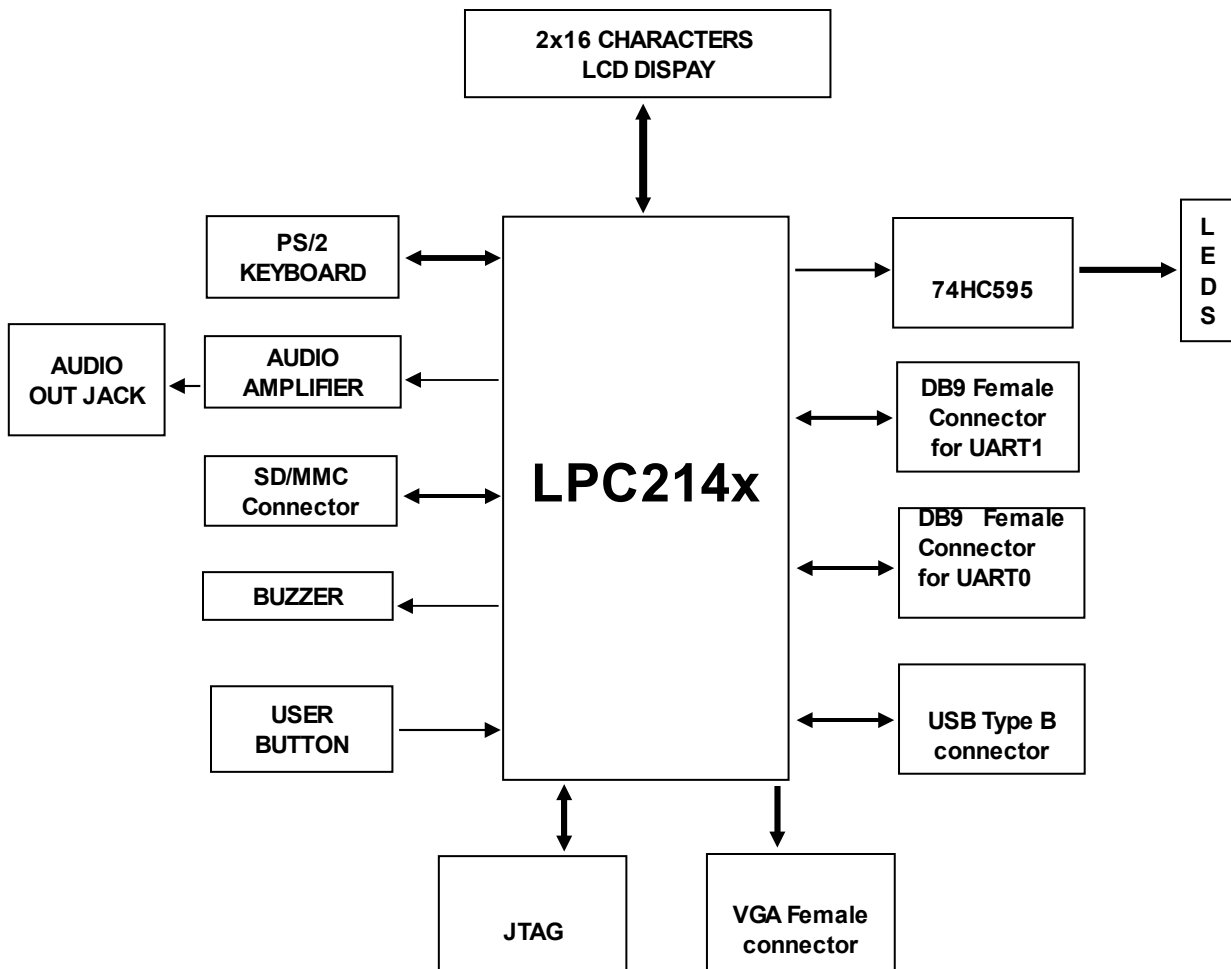 2x16 CHARACTERS
LCD DISPAY
PS/2
KEYBOARD
74HC595
L
E
D
S
AUDIO
OUT JACK
AUDIO
AMPLIFIER
DB9 Female
Connector
for UART1
SD/MMC
Connector
LPC214x
DB9 Female
Connector
for UART0
BUZZER
USER
BUTTON
USB Type B
connector
JTAG
VGA Female
connector